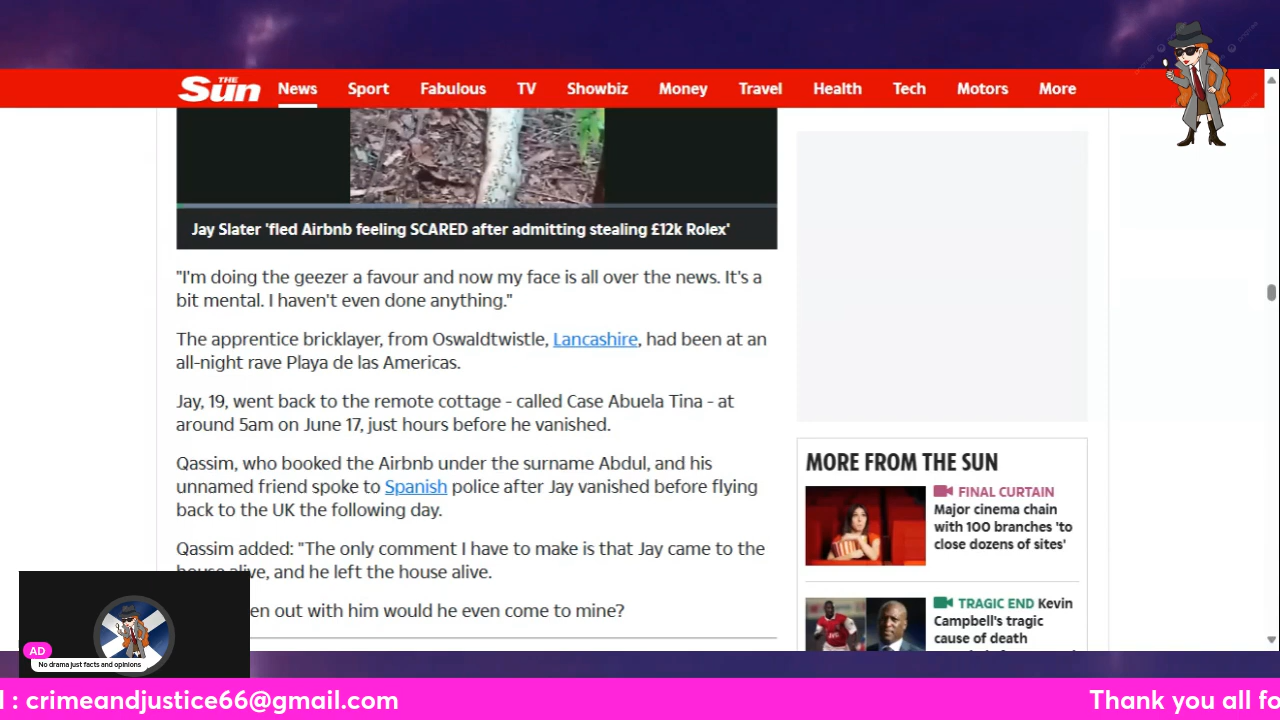 THE
Sun
News Sport Fabulous TV Showbiz Money Travel Health Tech Motors More
Jay Slater 'fled Airbnb feeling SCARED after admitting stealing £12k Rolex'
"I'm doing the geezer a favour and now my face is all over the news. It's a
bit mental. I haven't even done anything."
The apprentice bricklayer, from Oswaldtwistle, Lancashire, had been at an
all-night rave Playa de las Americas.
Jay, 19, went back to the remote cottage - called Case Abuela Tina - at
around 5am on June 17, just hours before he vanished.
Qassim, who booked the Airbnb under the surname Abdul, and his
unnamed friend spoke to Spanish police after Jay vanished before flying
back to the UK the following day.
Qassim added: "The only comment I have to make is that Jay came to the
house alive, and he left the house alive.
out with him would he even come to mine?
MORE FROM THE SUN
FINAL CURTAIN
Major cinema chain
with 100 branches 'to
close dozens of sites'
TRAGIC END Kevin
Campbell's tragic
cause of death
AD
No drama just facts and opinions
: crimeandjustice66@gmail.com
Thank you all